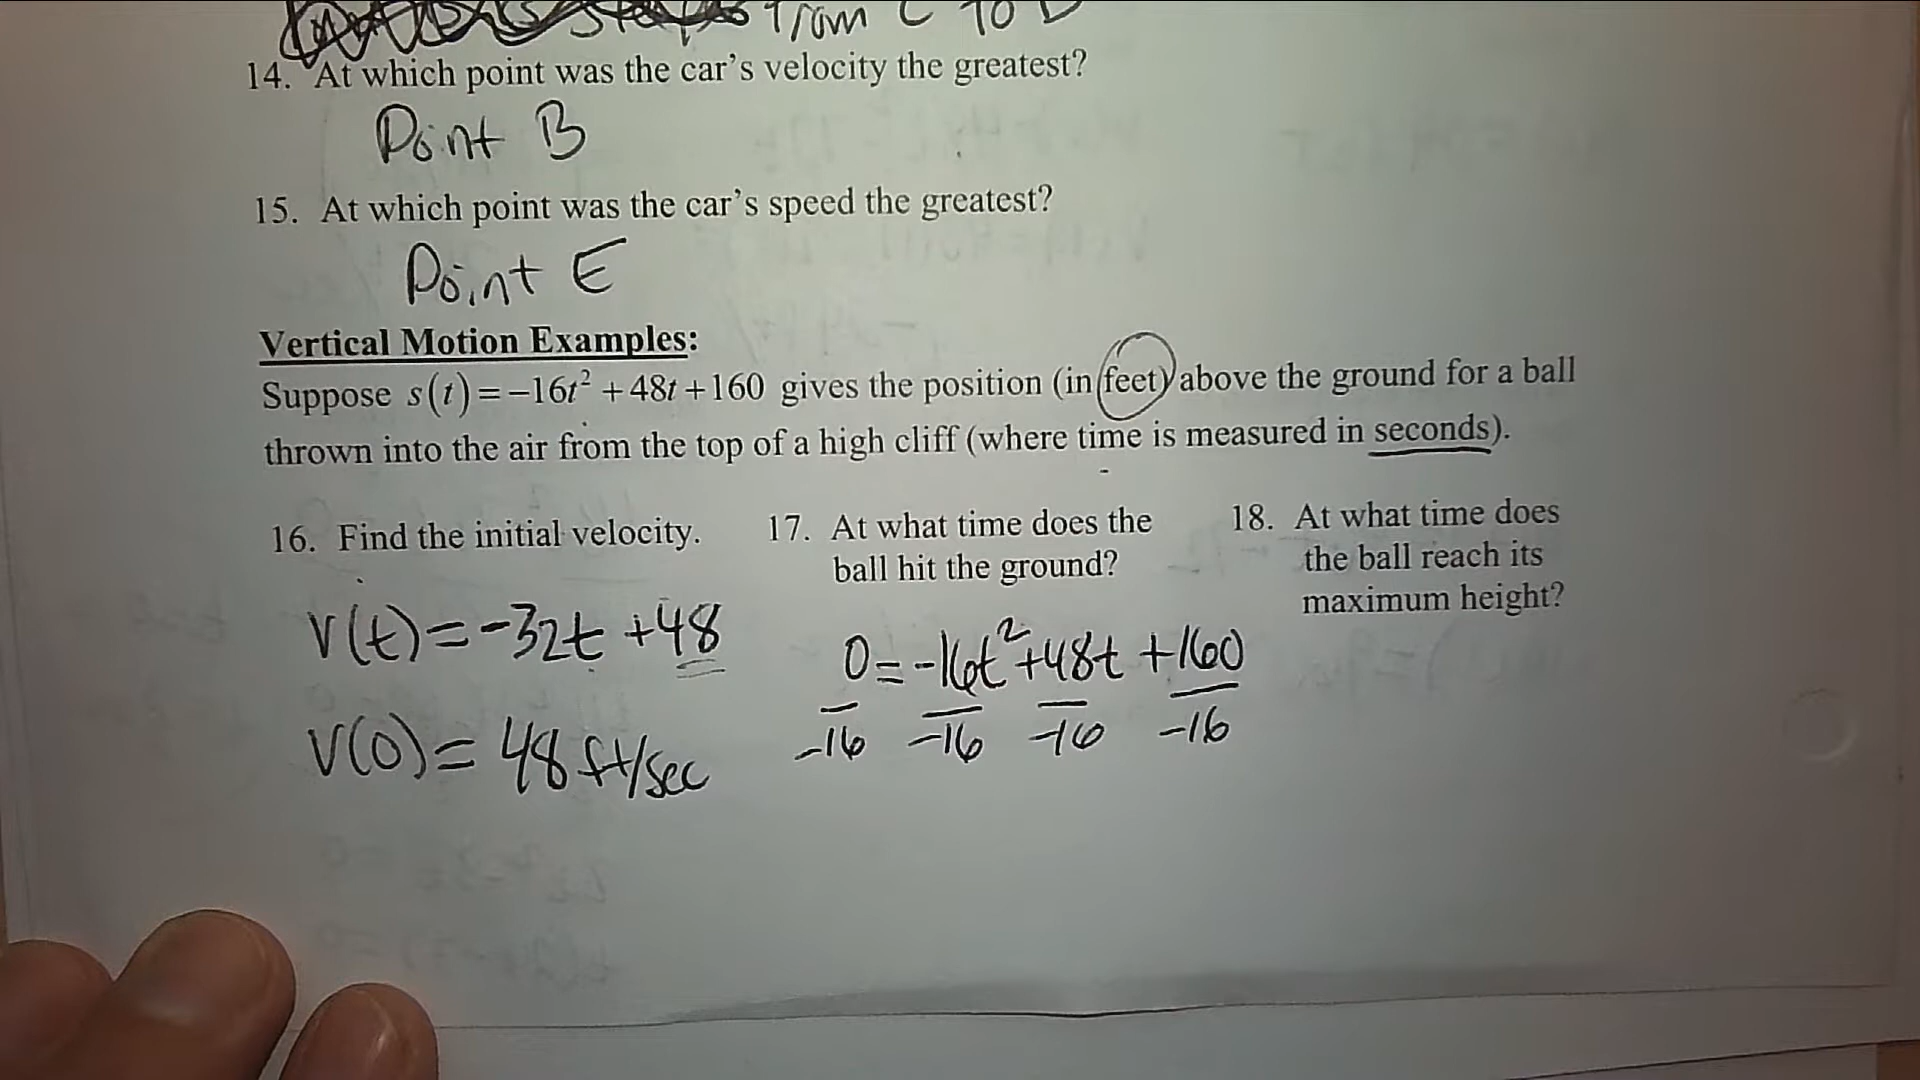 from C to D
14. At which point was the car's velocity the greatest?
Point B
15. At which point was the car's speed the greatest?
Point E
Vertical Motion Examples:
Suppose s(t) = −16t² + 48t + 160 gives the position (in feet) above the ground for a ball
thrown into the air from the top of a high cliff (where time is measured in seconds).
16. Find the initial velocity.
v(t) = -32t + 48
v(0) = 48 ft/sec
17. At what time does the
ball hit the ground?
0 = -16t² + 48t + 160
-16 -16 -16 -16
18. At what time does
the ball reach its
maximum height?